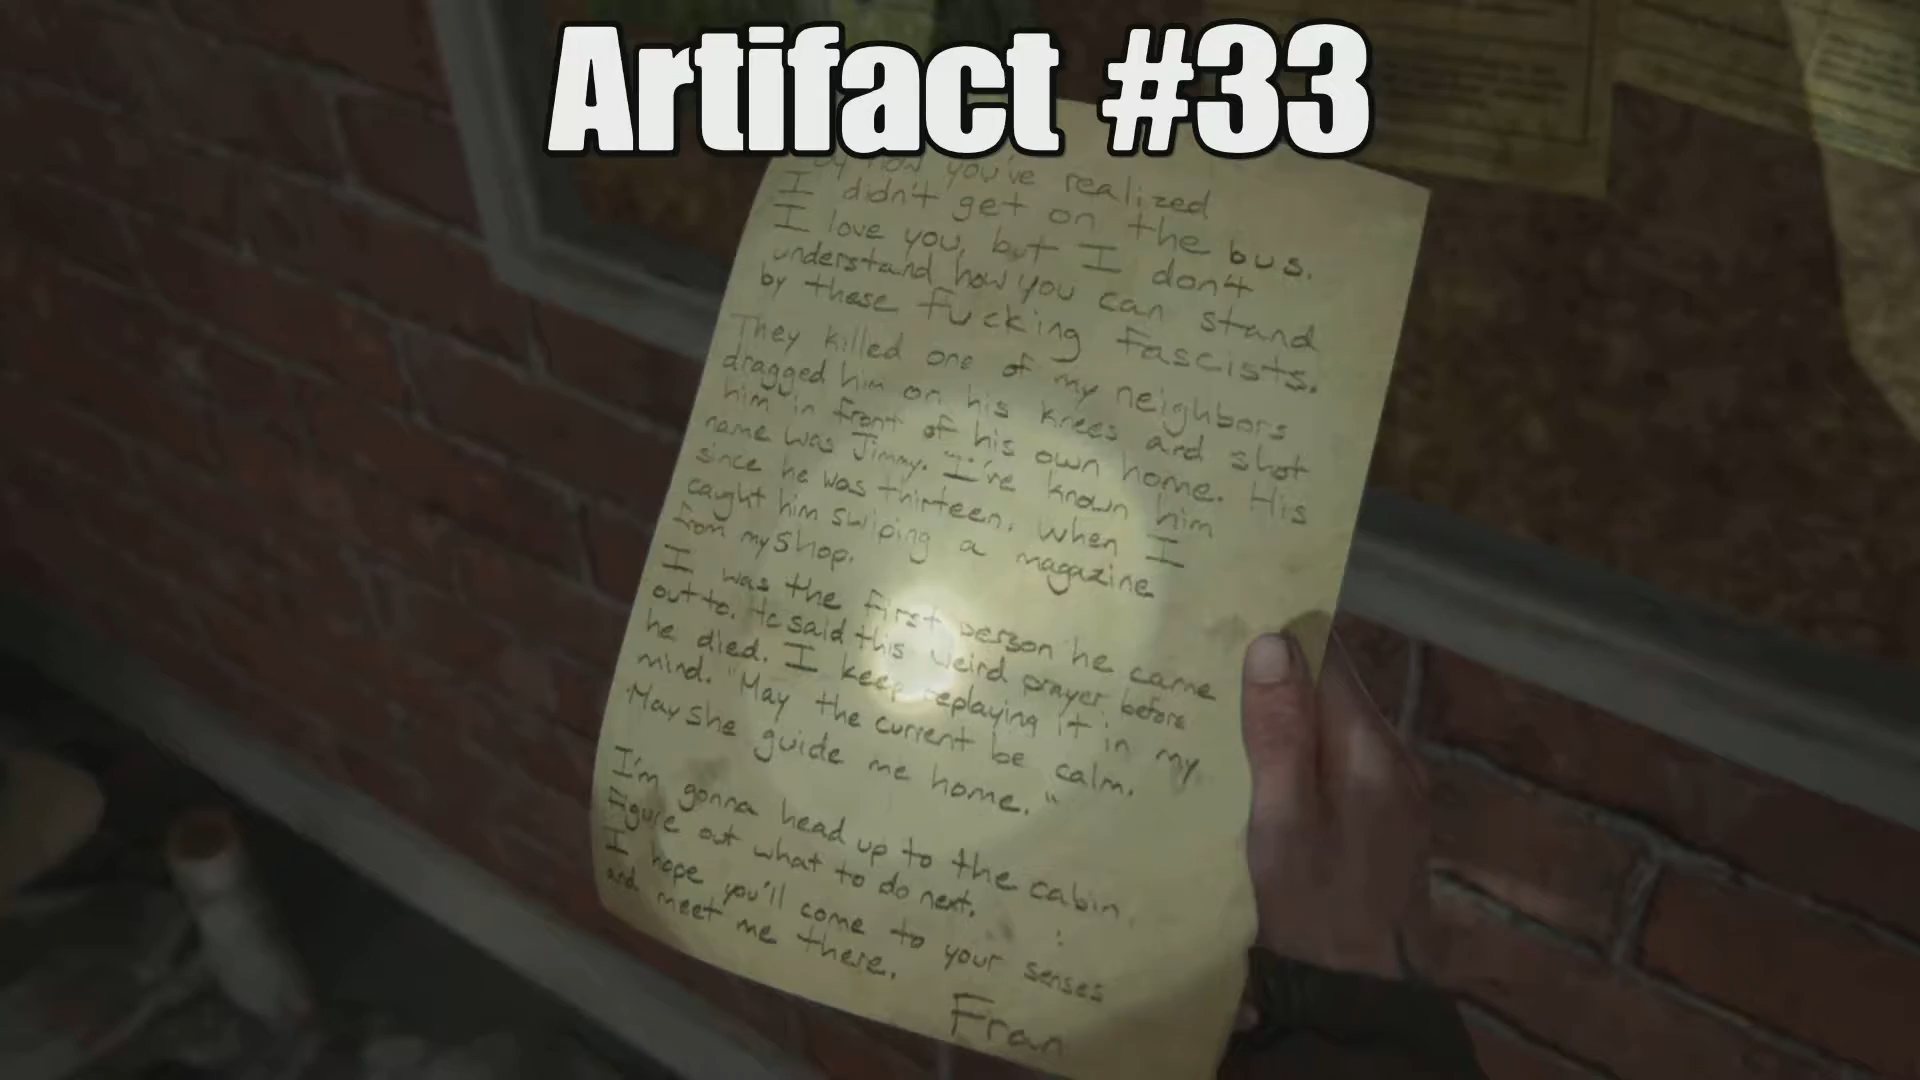 Artifact #33
By now you've realized
I didn't get on the bus.
I love you, but I don't
understand how you can stand
by these fucking fascists.
They killed one of my neighbors
dragged him on his knees and shot
him in front of his own home. His
name was Jimmy. I've known him
since he was thirteen. When I
caught him swiping a magazine
from my shop.
I was the first person he came
out to. He said this weird prayer before
he died. I keep replaying it in my
mind. "May the current be calm.
May she guide me home."
I'm gonna head up to the cabin.
Figure out what to do next.
I hope you'll come to your senses
and meet me there.
Fran